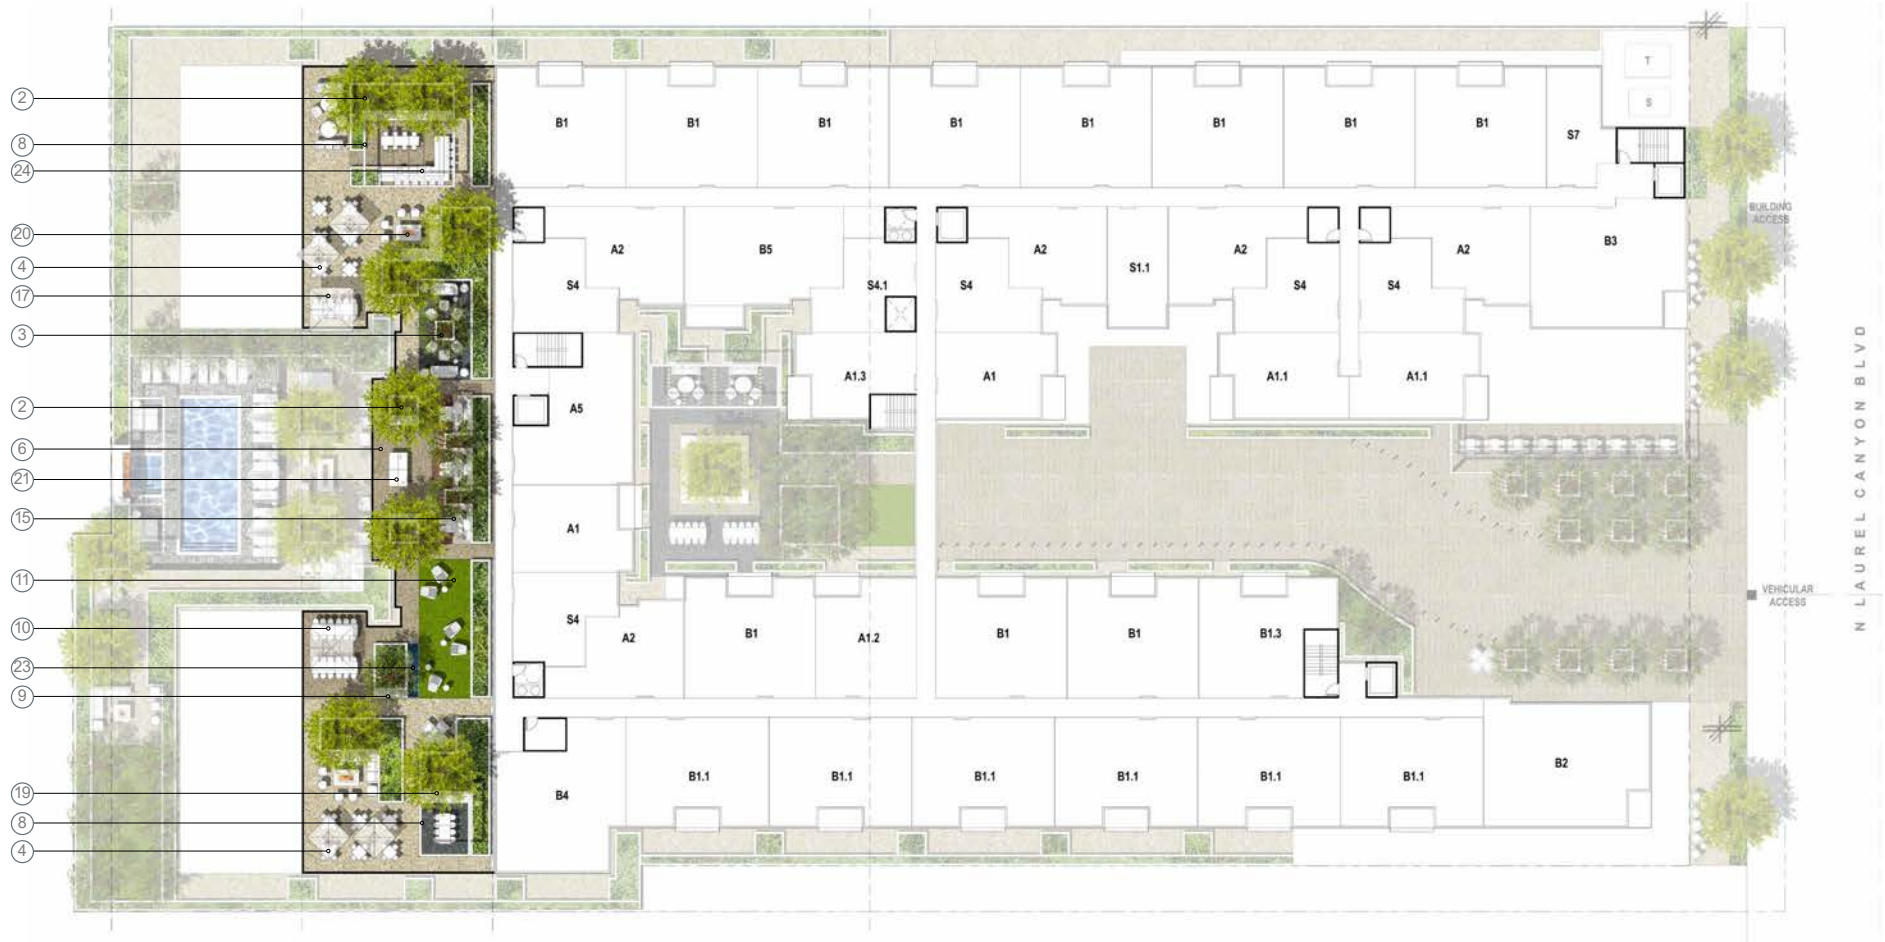 2
8
24
20
4
17
3
2
6
21
15
11
10
23
9
19
8
4
B1
B1
B1
B1
B1
B1
B1
B1
S7
T
S
BUILDING
ACCESS
A2
B5
S4
S4.1
A2
S1.1
A2
A2
B3
S4
S4
S4
A1.3
A1
A1.1
A1.1
A5
A1
S4
A2
B1
A1.2
B1
B1
B1.3
VEHICULAR
ACCESS
N LAUREL CANYON BLVD
B4
B1.1
B1.1
B1.1
B1.1
B1.1
B1.1
B2